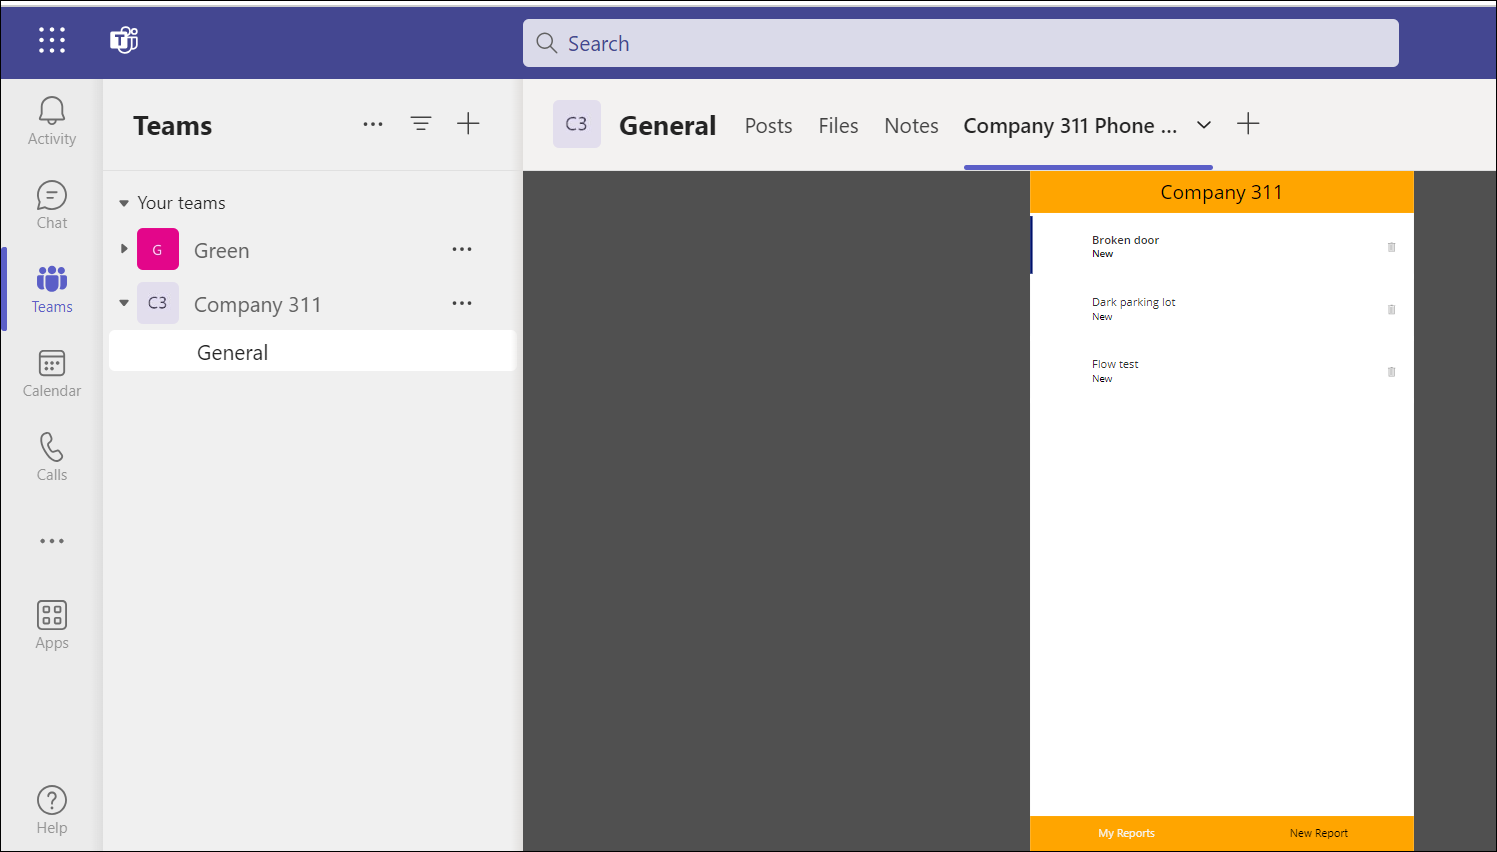 T
Search
Activity
Chat
Teams
Calendar
Calls
Apps
Help
Teams
Your teams
G
Green
C3
Company 311
General
C3
General
Posts
Files
Notes
Company 311 Phone ...
Company 311
Broken door
New
Dark parking lot
New
Flow test
New
My Reports
New Report